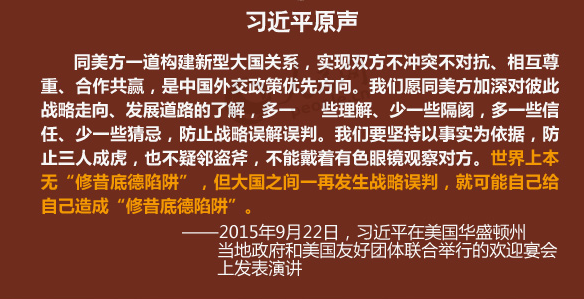 习近平原声
同美方一道构建新型大国关系，实现双方不冲突不对抗、相互尊
重、合作共赢，是中国外交政策优先方向。我们愿同美方加深对彼此
战略走向、发展道路的了解，多一 些理解、少一些隔阂，多一些信
任、少一些猜忌，防止战略误解误判。我们要坚持以事实为依据，防
止三人成虎，也不疑邻盗斧，不能戴着有色眼镜观察对方。世界上本
无“修昔底德陷阱”，但大国之间一再发生战略误判，就可能自己给
自己造成“修昔底德陷阱”。
——2015年9月22日，习近平在美国华盛顿州
当地政府和美国友好团体联合举行的欢迎宴会
上发表演讲